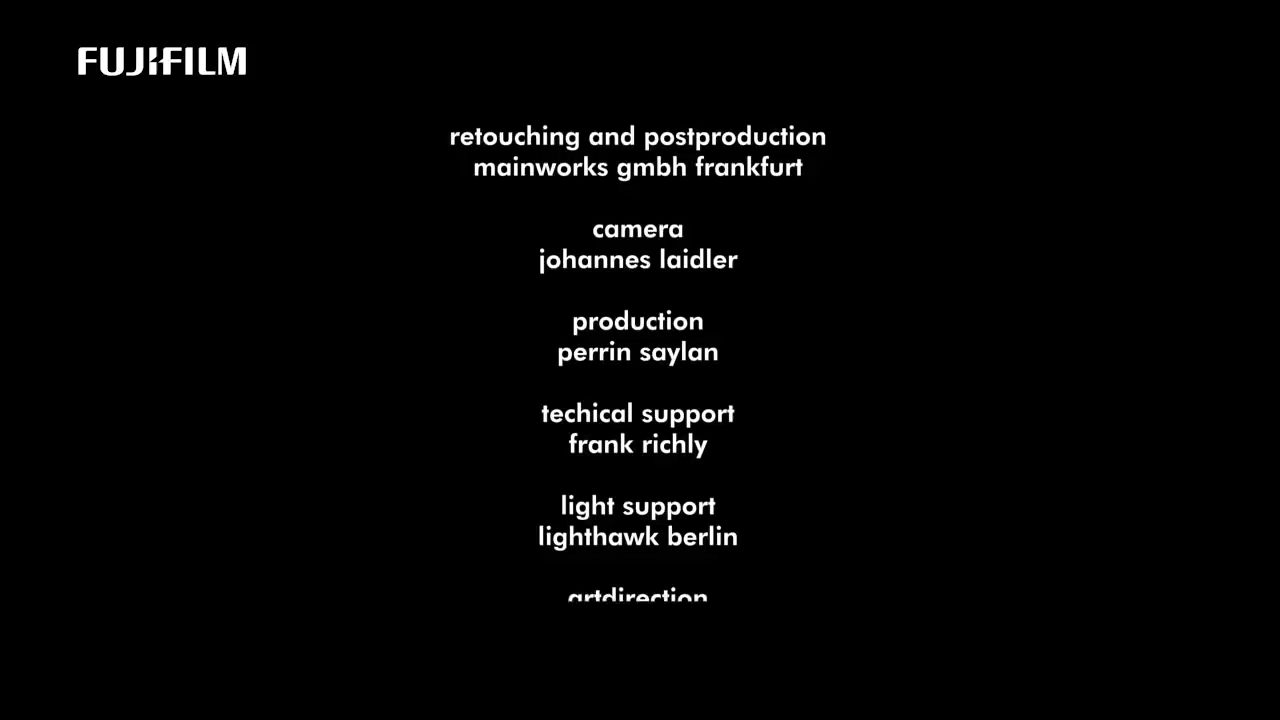 FUJIFILM
retouching and postproduction
mainworks gmbh frankfurt
camera
johannes laidler
production
perrin saylan
techical support
frank richly
light support
lighthawk berlin
artdirection